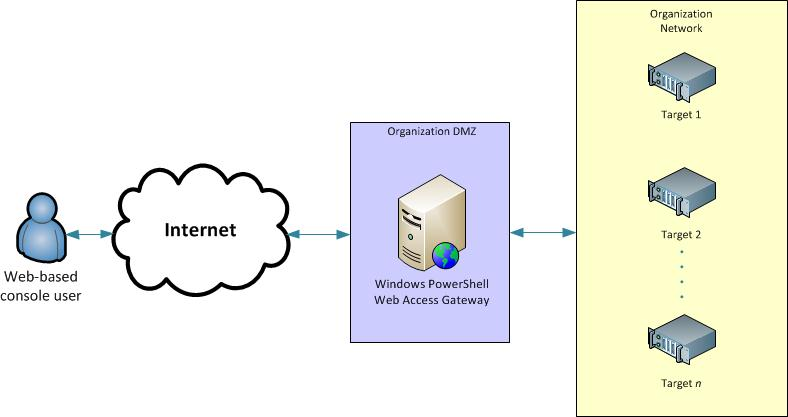 Web-based
console user
Internet
Organization DMZ
Windows PowerShell
Web Access Gateway
Organization
Network
Target 1
Target 2
Target n